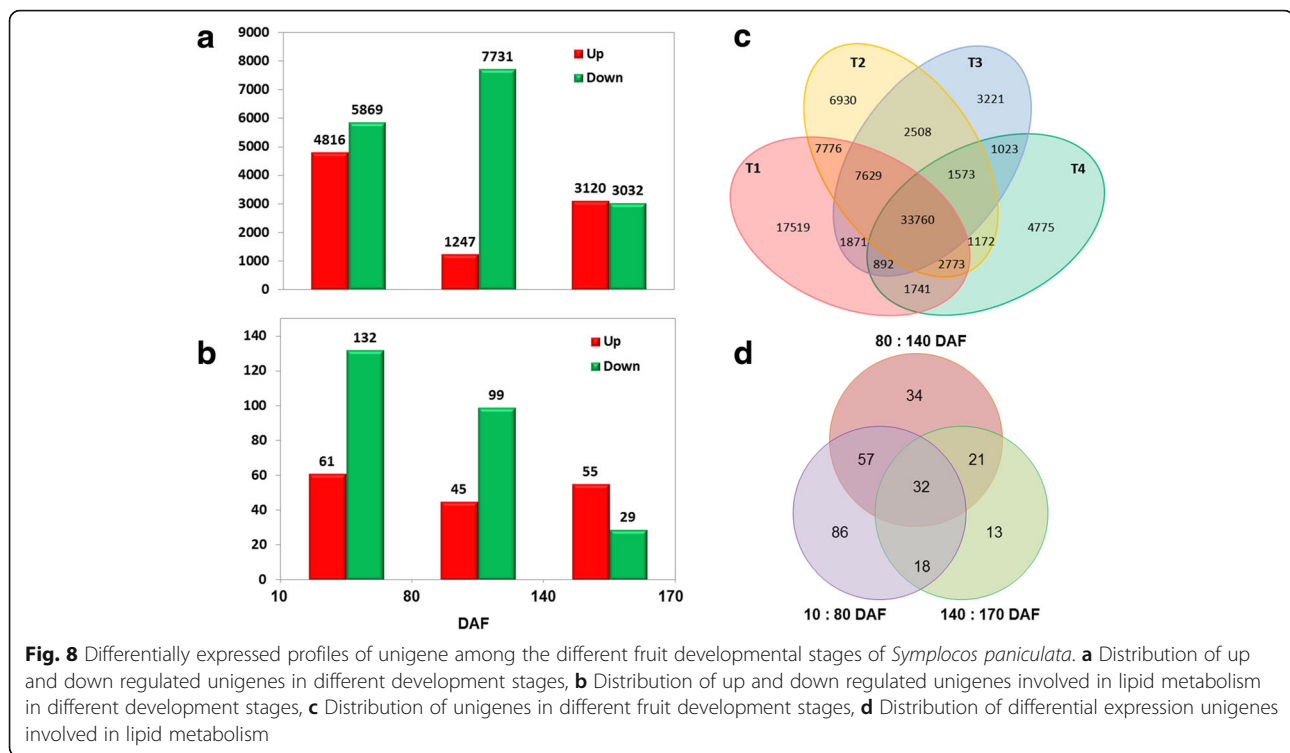 a
9000
8000
7000
6000
5000
4000
3000
2000
1000
0
4816
5869
1247
7731
3120
3032
Up
Down
b
140
120
100
80
60
40
20
0
61
132
45
99
55
29
Up
Down
10
80
140
170
DAF
c
T1
T2
T3
T4
6930
3221
2508
7776
1023
7629
1573
17519
33760
4775
1871
1172
892
2773
1741
d
80 : 140 DAF
34
57
21
32
86
13
18
10 : 80 DAF
140 : 170 DAF
Fig. 8 Differentially expressed profiles of unigene among the different fruit developmental stages of Symplocos paniculata. a Distribution of up
and down regulated unigenes in different development stages, b Distribution of up and down regulated unigenes involved in lipid metabolism
in different development stages, c Distribution of unigenes in different fruit development stages, d Distribution of differential expression unigenes
involved in lipid metabolism